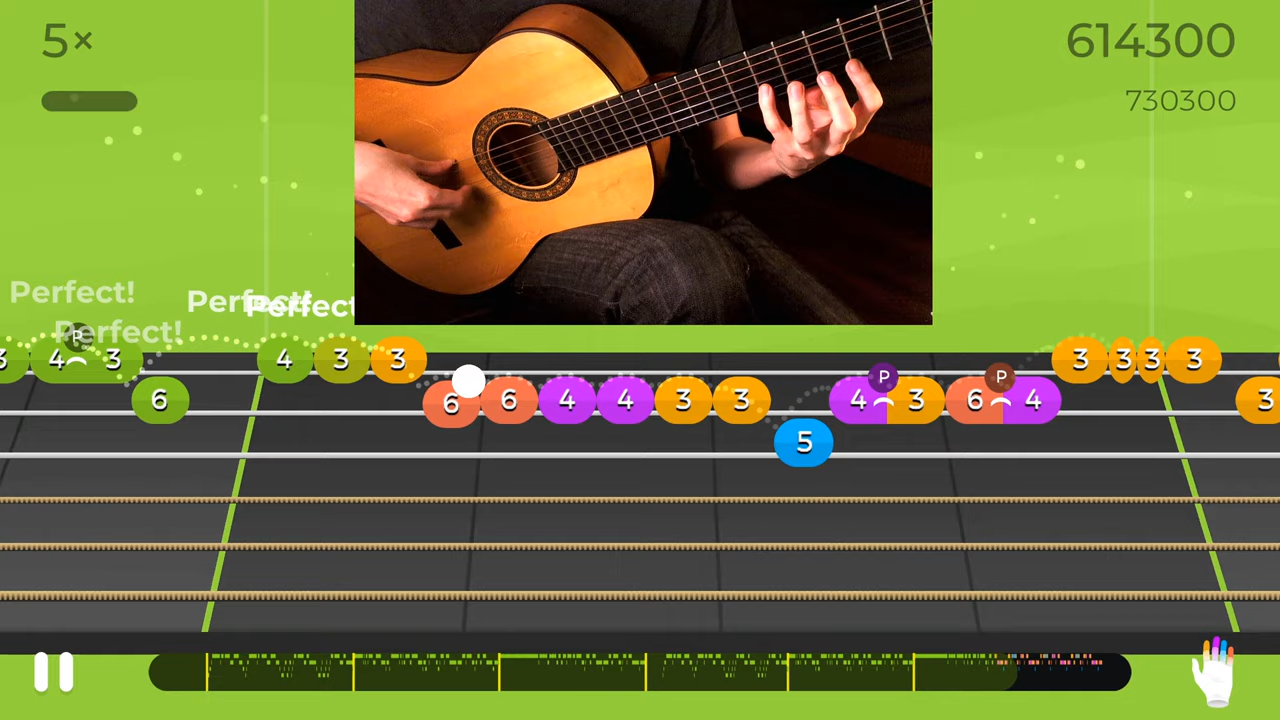 5×
614300
730300
Perfect!
Perfect!
Perfect
Perfect!
P
3 4 3 4 3 3 3 3 3 3
6 6 6 4 4 3 3 P 4 3 P 6 4 3
5